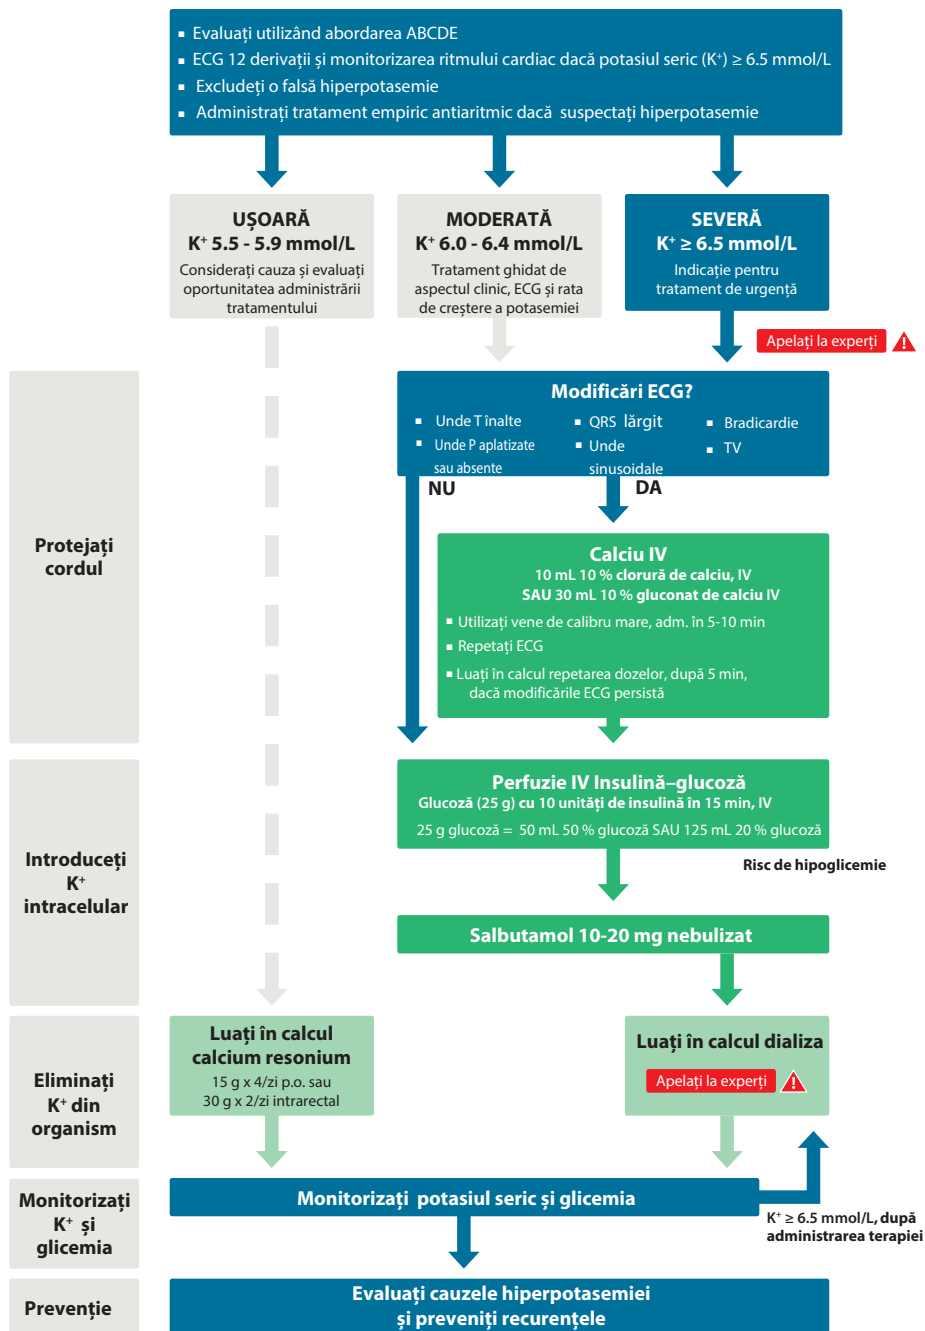 ▪ Evaluați utilizând abordarea ABCDE
▪ ECG 12 derivații și monitorizarea ritmului cardiac dacă potasiul seric (K⁺) ≥ 6.5 mmol/L
▪ Excludeți o falsă hiperpotasemie
▪ Administrați tratament empiric antiaritmic dacă suspectați hiperpotasemie
UȘOARĂ
K⁺ 5.5 - 5.9 mmol/L
Considerați cauza și evaluați
oportunitatea administrării
tratamentului
MODERATĂ
K⁺ 6.0 - 6.4 mmol/L
Tratament ghidat de
aspectul clinic, ECG și rata
de creștere a potasemiei
SEVERĂ
K⁺ ≥ 6.5 mmol/L
Indicație pentru
tratament de urgență
Apelați la experți
Protejați
cordul
Modificări ECG?
▪ Unde T înalte
▪ Unde P aplatizate
sau absente
▪ QRS lărgit
▪ Unde
sinusoidale
▪ Bradicardie
▪ TV
NU
DA
Calciu IV
10 mL 10 % clorură de calciu, IV
SAU 30 mL 10 % gluconat de calciu IV
▪ Utilizați vene de calibru mare, adm. în 5-10 min
▪ Repetați ECG
▪ Luați în calcul repetarea dozelor, după 5 min,
dacă modificările ECG persistă
Introduceți
K⁺
intracelular
Perfuzie IV Insulină–glucoză
Glucoză (25 g) cu 10 unități de insulină în 15 min, IV
25 g glucoză = 50 mL 50 % glucoză SAU 125 mL 20 % glucoză
Risc de hipoglicemie
Salbutamol 10-20 mg nebulizat
Eliminați
K⁺ din
organism
Luați în calcul
calcium resonium
15 g x 4/zi p.o. sau
30 g x 2/zi intrarectal
Luați în calcul dializa
Apelați la experți
Monitorizați
K⁺ și
glicemia
Monitorizați potasiul seric și glicemia
K⁺ ≥ 6.5 mmol/L, după
administrarea terapiei
Prevenție
Evaluați cauzele hiperpotasemiei
și preveniți recurențele